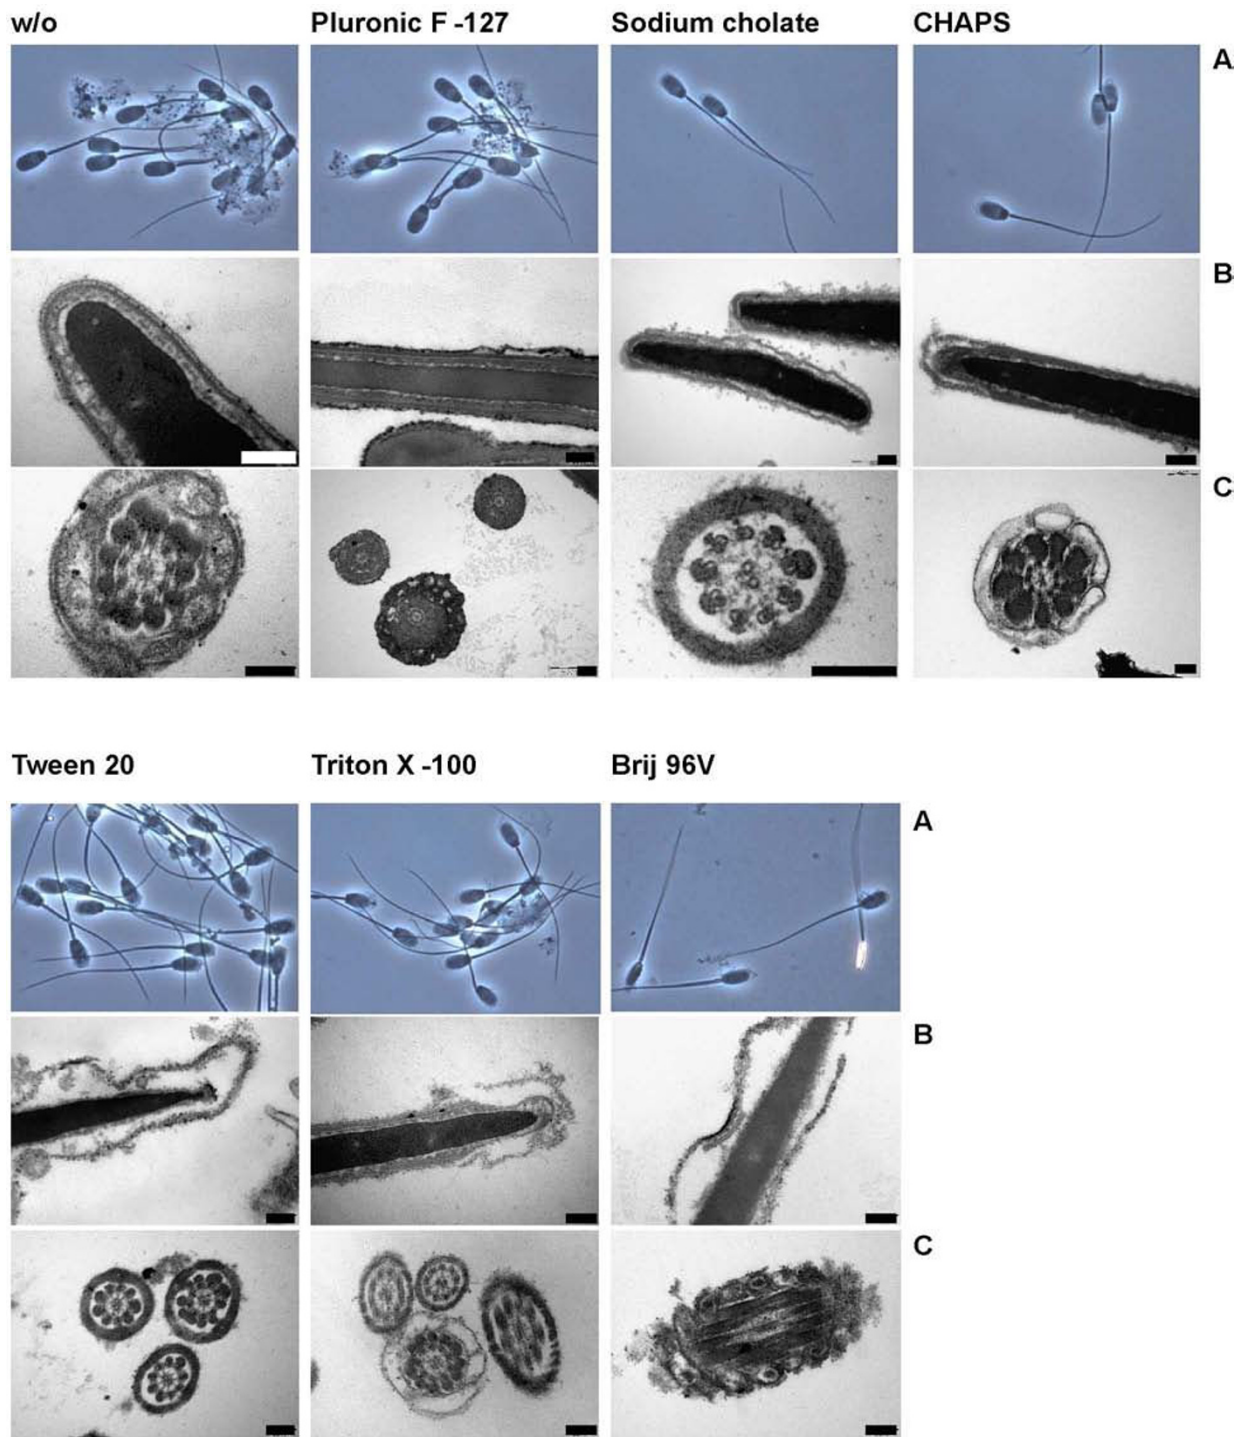 w/o Pluronic F -127 Sodium cholate CHAPS
A
B
C
Tween 20 Triton X -100 Brij 96V
A
B
C